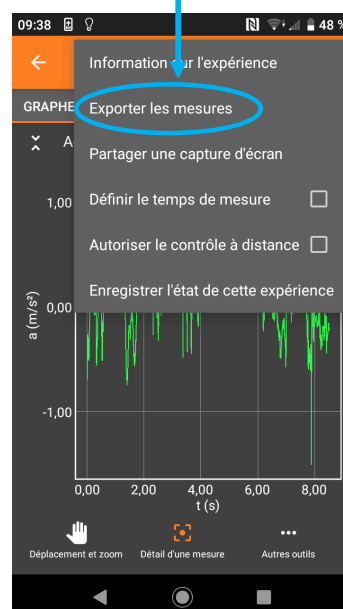 09:38 48 %
Information sur l'expérience
GRAPHE Exporter les mesures
A
Partager une capture d'écran
1,00 Définir le temps de mesure
Autoriser le contrôle à distance
Enregistrer l'état de cette expérience
a (m/s²)
0,00
-1,00
0,00 2,00 4,00 6,00 8,00
t (s)
Déplacement et zoom Détail d'une mesure Autres outils